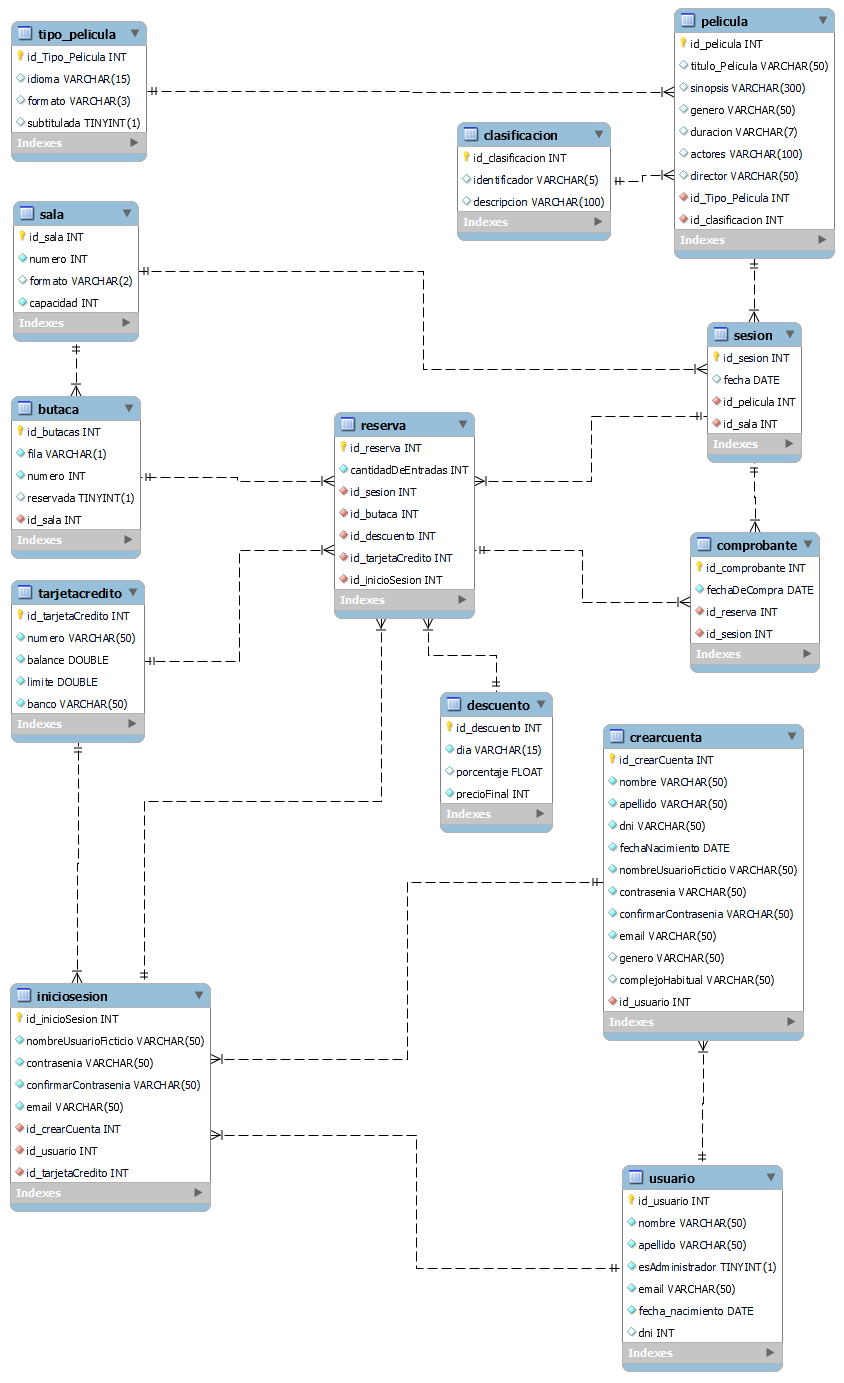 tipo_pelicula
id_Tipo_Pelicula INT
idioma VARCHAR(15)
formato VARCHAR(3)
subtitulada TINYINT(1)
Indexes
pelicula
id_pelicula INT
titulo_Pelicula VARCHAR(50)
sinopsis VARCHAR(300)
genero VARCHAR(50)
duracion VARCHAR(7)
actores VARCHAR(100)
director VARCHAR(50)
id_Tipo_Pelicula INT
id_clasificacion INT
Indexes
clasificacion
id_clasificacion INT
identificador VARCHAR(5)
descripcion VARCHAR(100)
Indexes
sala
id_sala INT
numero INT
formato VARCHAR(2)
capacidad INT
Indexes
sesion
id_sesion INT
fecha DATE
id_pelicula INT
id_sala INT
Indexes
butaca
id_butacas INT
fila VARCHAR(1)
numero INT
reservada TINYINT(1)
id_sala INT
Indexes
reserva
id_reserva INT
cantidadDeEntradas INT
id_sesion INT
id_butaca INT
id_descuento INT
id_tarjetaCredito INT
id_inicioSesion INT
Indexes
comprobante
id_comprobante INT
fechaDeCompra DATE
id_reserva INT
id_sesion INT
Indexes
tarjetacredito
id_tarjetaCredito INT
numero VARCHAR(50)
balance DOUBLE
limite DOUBLE
banco VARCHAR(50)
Indexes
descuento
id_descuento INT
dia VARCHAR(15)
porcentaje FLOAT
precioFinal INT
Indexes
crearcuenta
id_crearCuenta INT
nombre VARCHAR(50)
apellido VARCHAR(50)
dni VARCHAR(50)
fechaNacimiento DATE
nombreUsuarioFicticio VARCHAR(50)
contrasenia VARCHAR(50)
confirmarContrasenia VARCHAR(50)
email VARCHAR(50)
genero VARCHAR(50)
complejoHabitual VARCHAR(50)
id_usuario INT
Indexes
iniciosesion
id_inicioSesion INT
nombreUsuarioFicticio VARCHAR(50)
contrasenia VARCHAR(50)
confirmarContrasenia VARCHAR(50)
email VARCHAR(50)
id_crearCuenta INT
id_usuario INT
id_tarjetaCredito INT
Indexes
usuario
id_usuario INT
nombre VARCHAR(50)
apellido VARCHAR(50)
esAdministrador TINYINT(1)
email VARCHAR(50)
fecha_nacimiento DATE
dni INT
Indexes